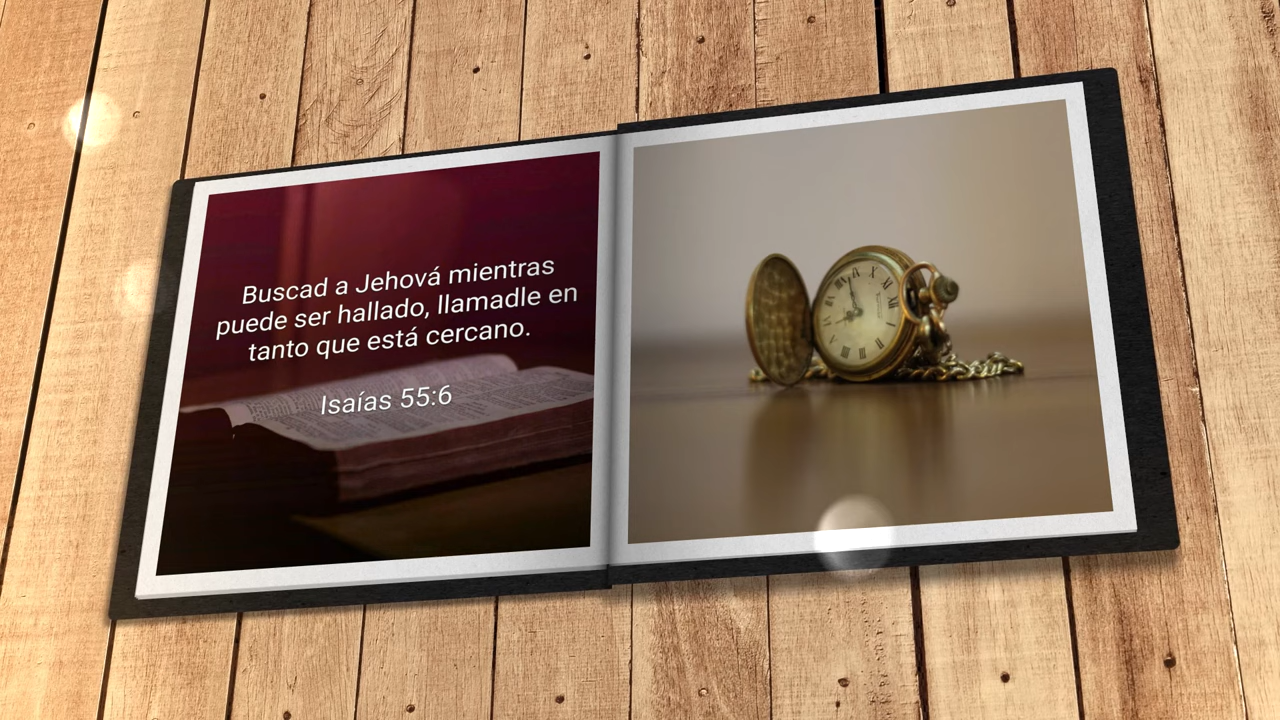 Buscad a Jehová mientras
puede ser hallado, llamadle en
tanto que está cercano.
Isaías 55:6